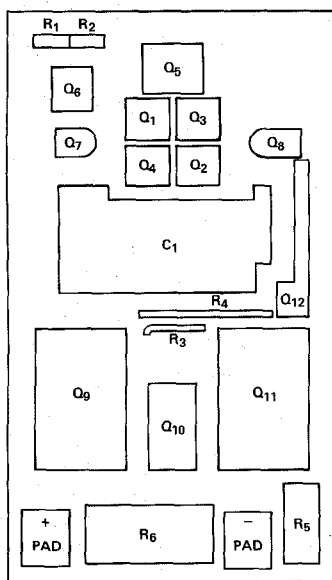 R₁ R₂
Q₅
Q₆
Q₁ Q₃
Q₇ Q₈
Q₄ Q₂
C₁
R₄ Q₁₂
R₃
Q₉ Q₁₁
Q₁₀
+ −
PAD R₆ PAD R₅